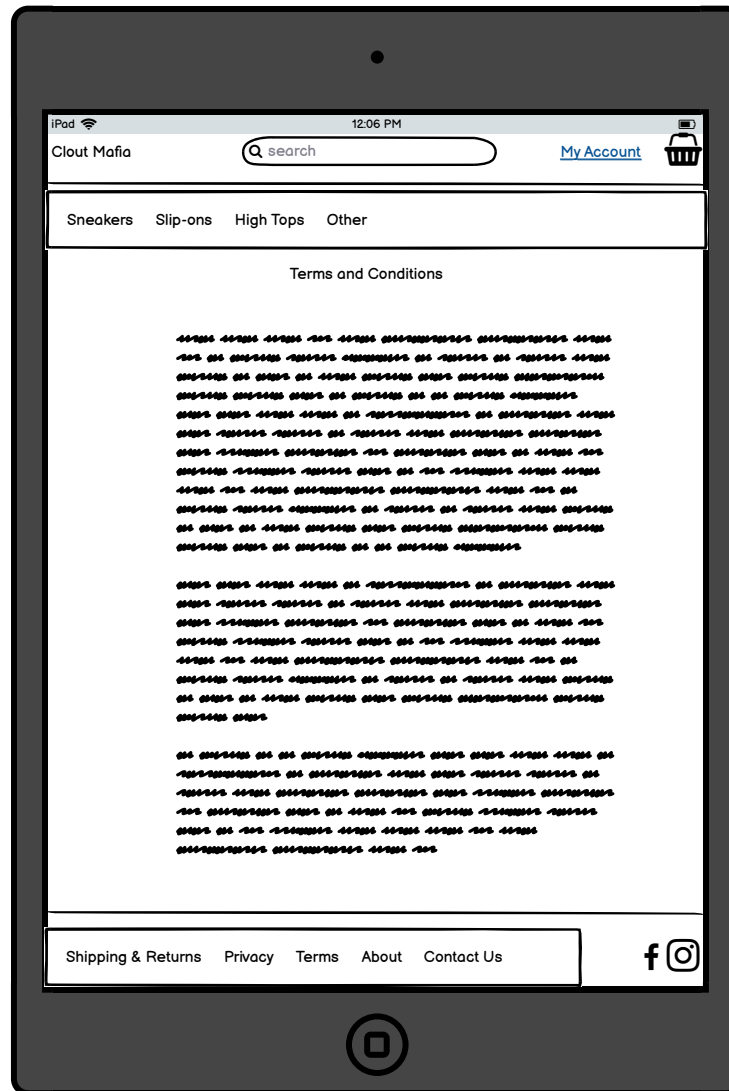 iPad 12:06 PM
Clout Mafia search My Account
Sneakers Slip-ons High Tops Other
Terms and Conditions
Shipping & Returns Privacy Terms About Contact Us